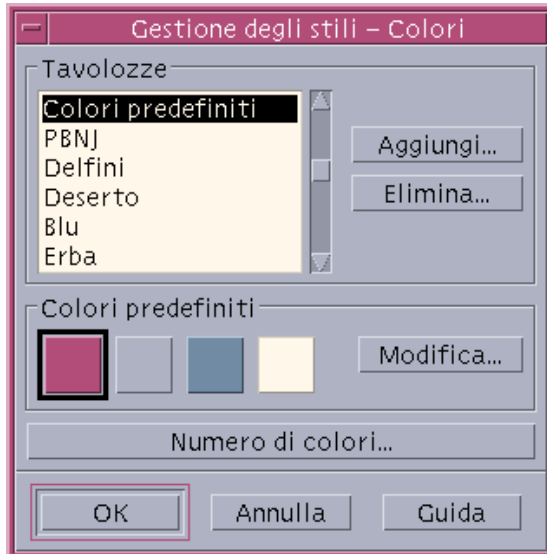 Gestione degli stili – Colori
Tavolozze
Colori predefiniti
PBNJ
Delfini
Deserto
Blu
Erba
Aggiungi...
Elimina...
Colori predefiniti
Modifica...
Numero di colori...
OK
Annulla
Guida